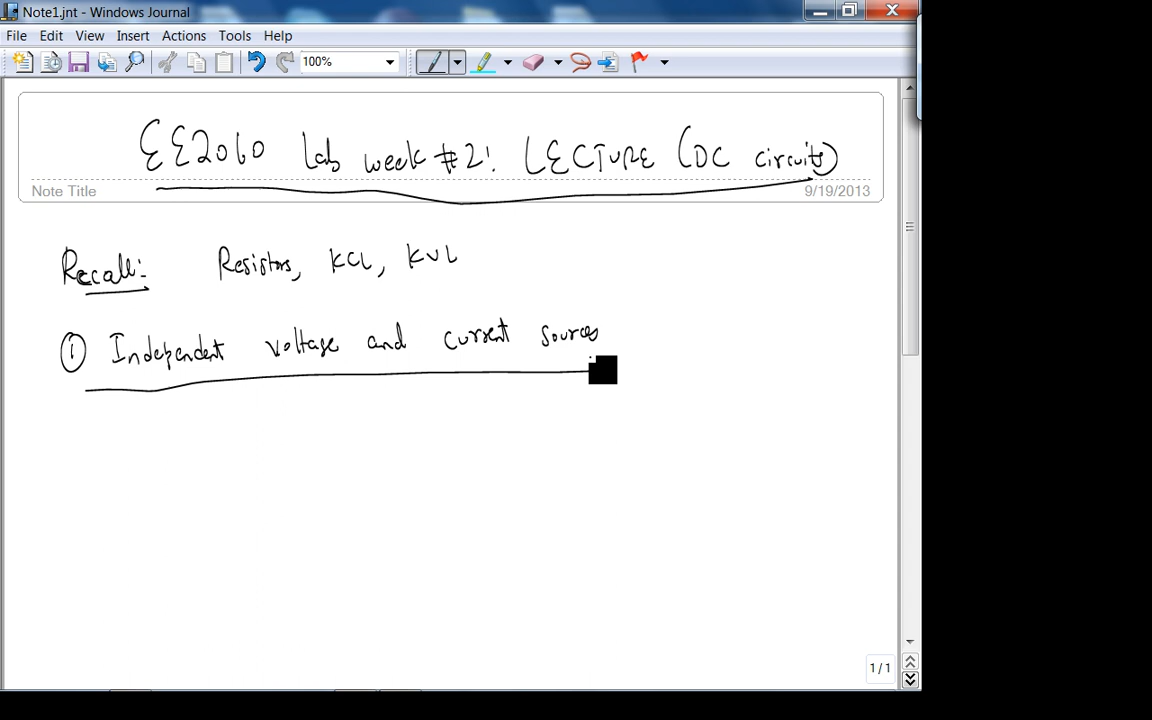 Note1.jnt - Windows Journal
File Edit View Insert Actions Tools Help
100%
EE2060 Lab week #2: LECTURE (DC circuits)
Note Title 9/19/2013
Recall: Resistors, KCL, KVL
① Independent voltage and current sources
1 / 1